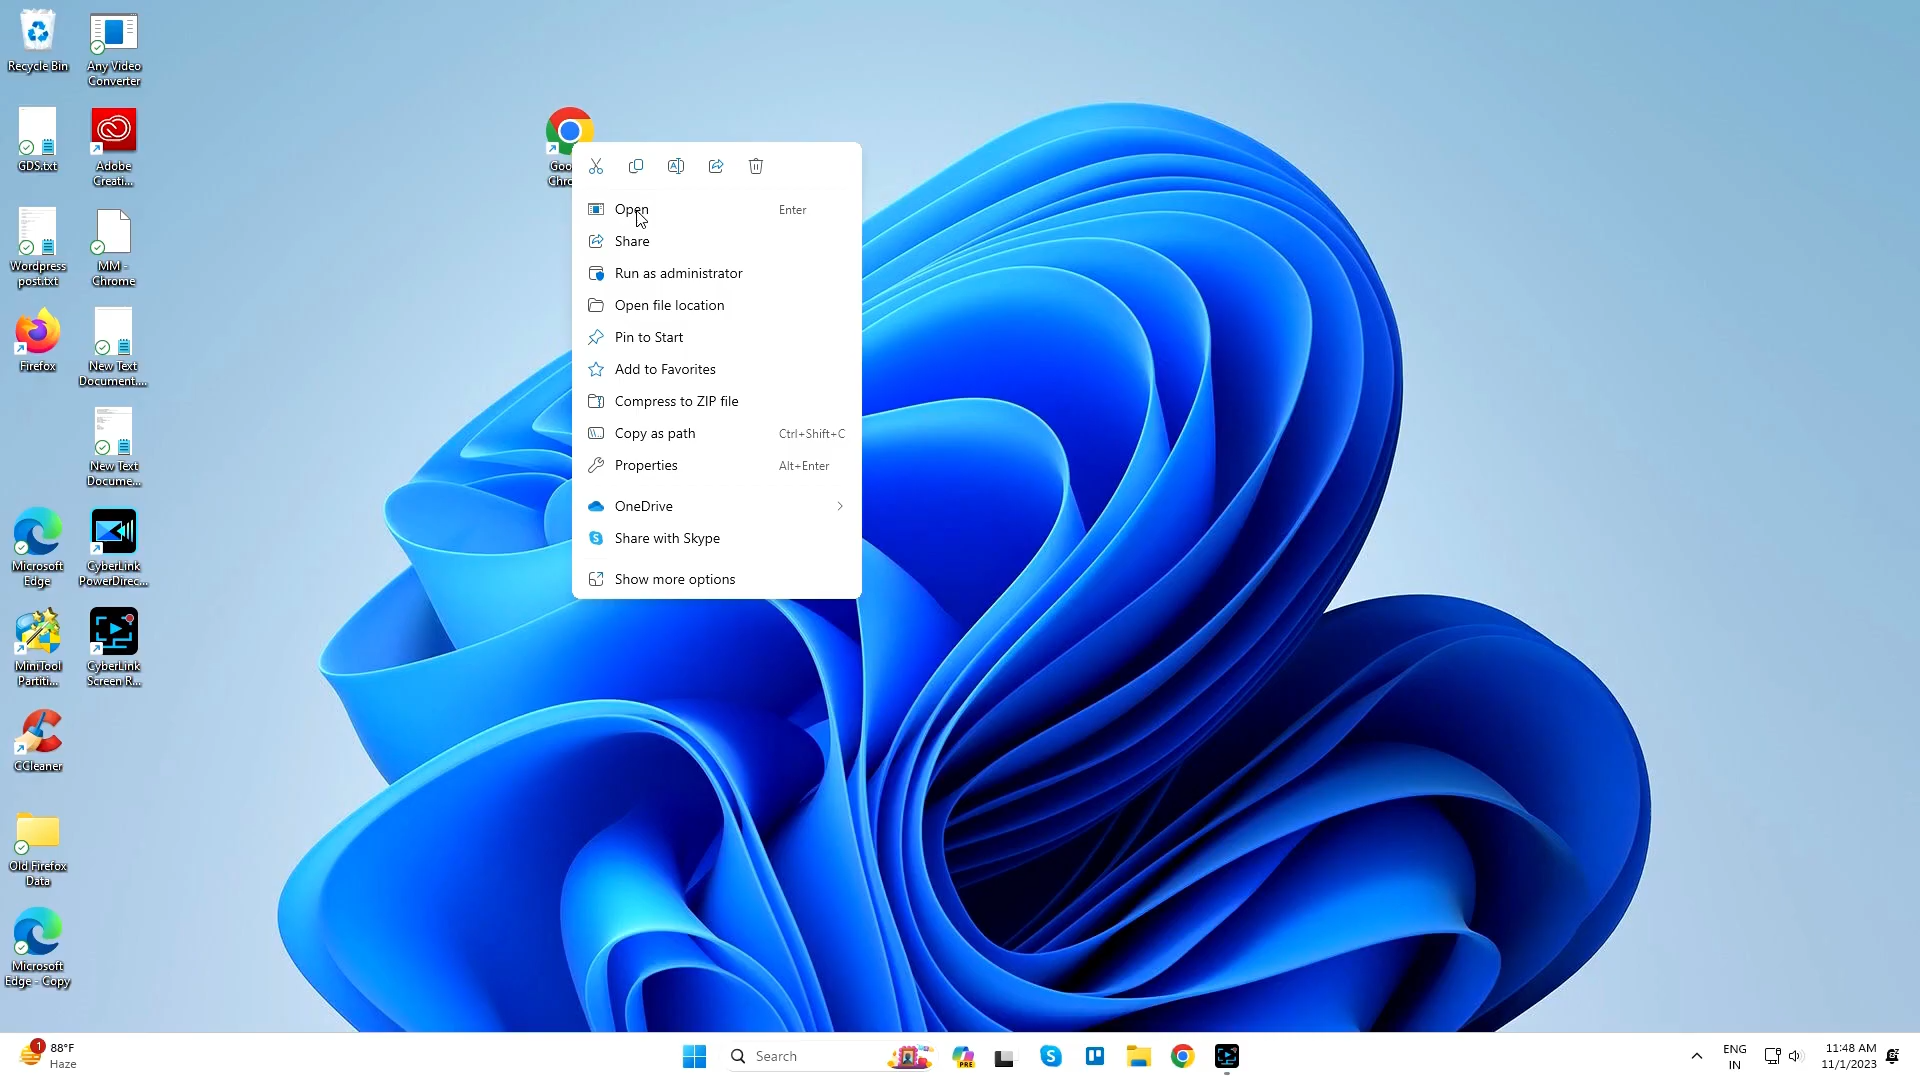 Recycle Bin
Any Video
Converter
GDS.txt
Adobe
Creati...
Wordpress
post.txt
MM -
Chrome
Firefox
New Text
Document....
New Text
Docume...
Microsoft
Edge
CyberLink
PowerDirec...
MiniTool
Partiti...
CyberLink
Screen R...
CCleaner
Old Firefox
Data
Microsoft
Edge - Copy
Goo
Chro
Open Enter
Share
Run as administrator
Open file location
Pin to Start
Add to Favorites
Compress to ZIP file
Copy as path Ctrl+Shift+C
Properties Alt+Enter
OneDrive
Share with Skype
Show more options
1
88°F
Haze
Search
PRE
ENG
IN
11:48 AM
11/1/2023